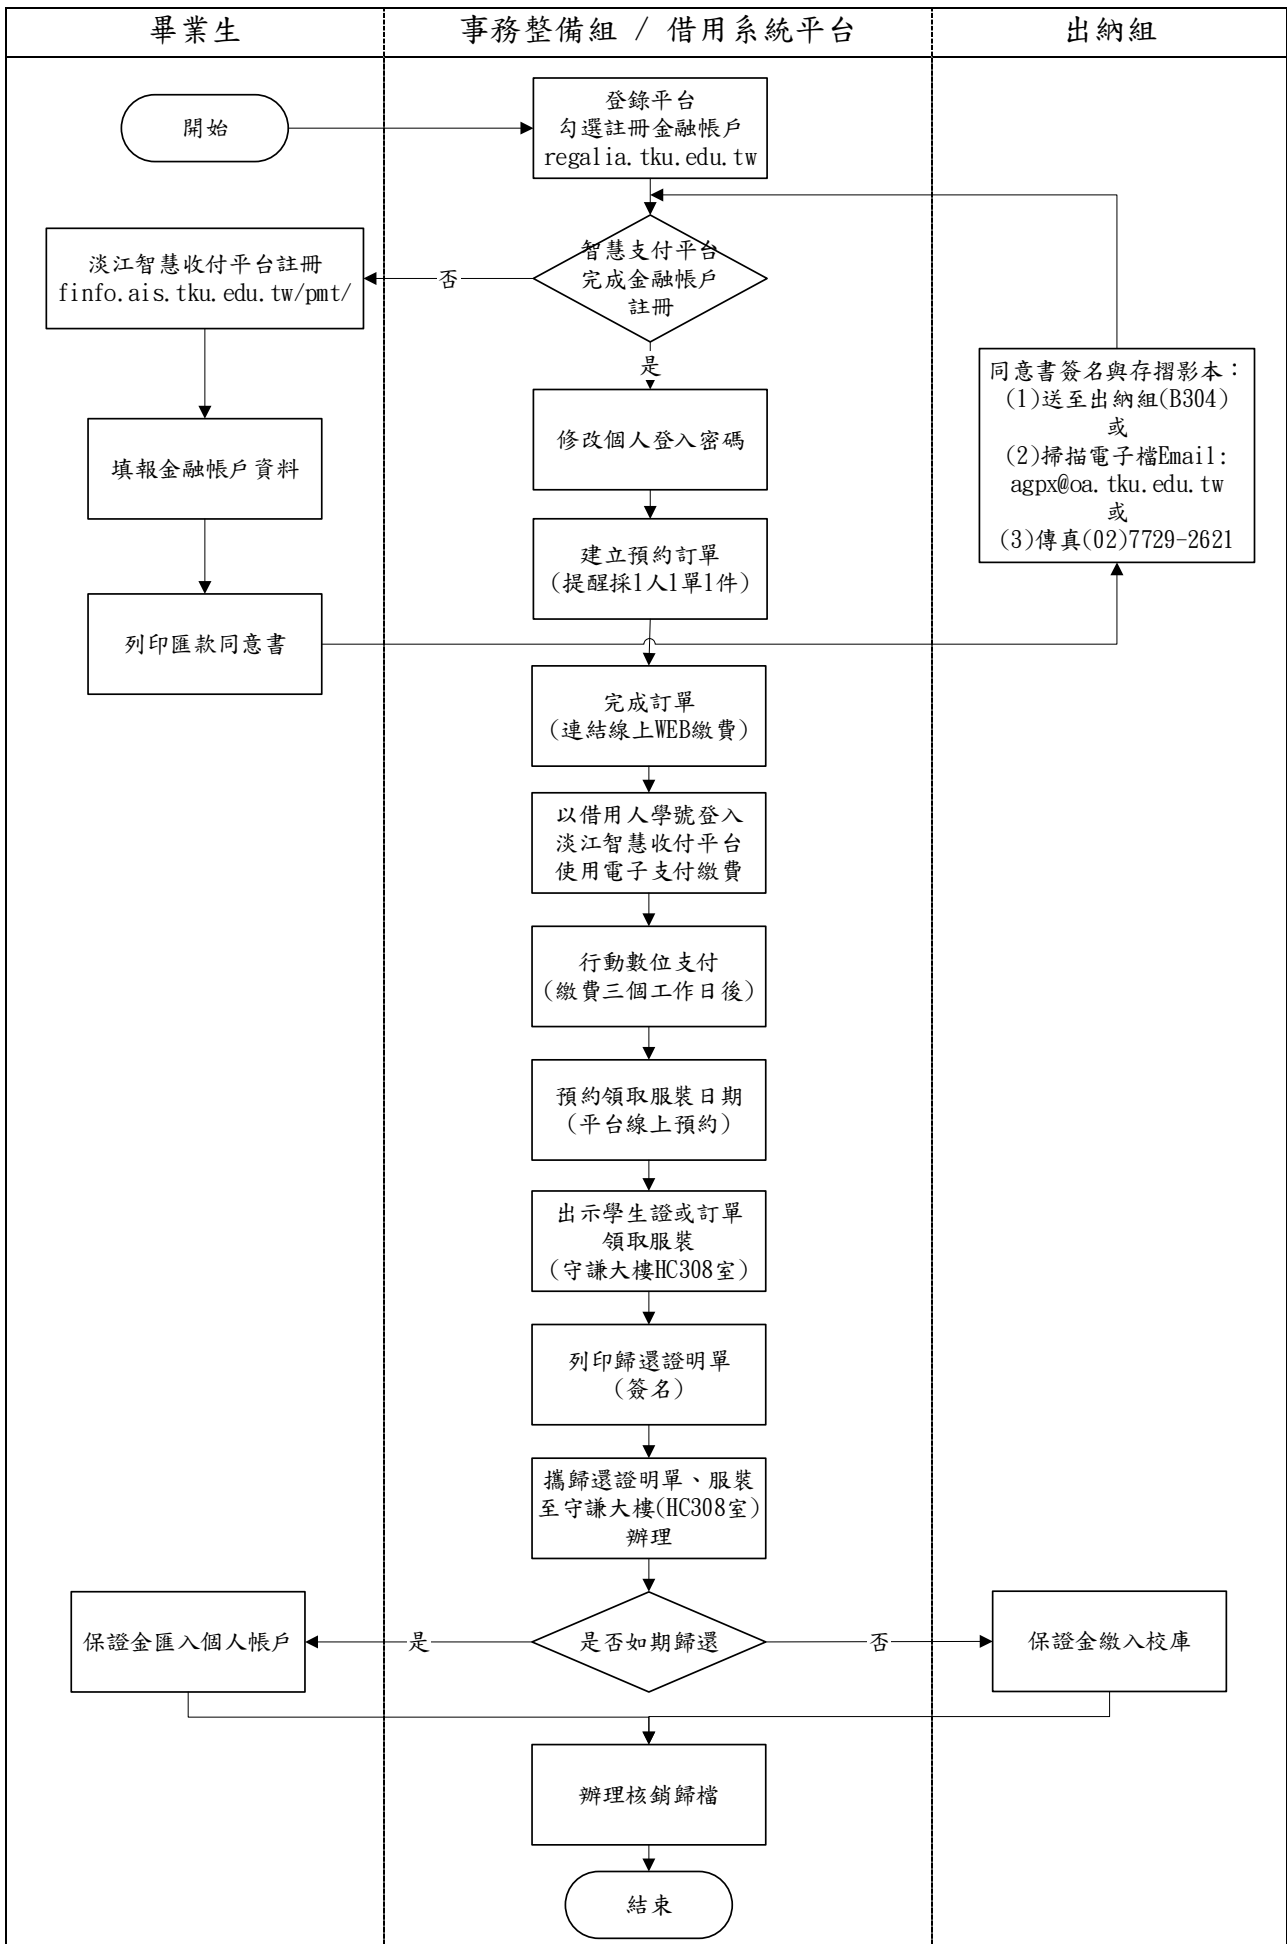 畢業生
事務整備組 / 借用系統平台
出納組
開始
登錄平台
勾選註冊金融帳戶
regalia.tku.edu.tw
智慧支付平台
完成金融帳戶
註冊
否
淡江智慧收付平台註冊
finfo.ais.tku.edu.tw/pmt/
是
填報金融帳戶資料
列印匯款同意書
同意書簽名與存摺影本：
(1)送至出納組(B304)
或
(2)掃描電子檔Email:
agpx@oa.tku.edu.tw
或
(3)傳真(02)7729-2621
修改個人登入密碼
建立預約訂單
(提醒採1人1單1件)
完成訂單
(連結線上WEB繳費)
以借用人學號登入
淡江智慧收付平台
使用電子支付繳費
行動數位支付
(繳費三個工作日後)
預約領取服裝日期
(平台線上預約)
出示學生證或訂單
領取服裝
(守謙大樓HC308室)
列印歸還證明單
(簽名)
攜歸還證明單、服裝
至守謙大樓(HC308室)
辦理
是否如期歸還
是
保證金匯入個人帳戶
否
保證金繳入校庫
辦理核銷歸檔
結束